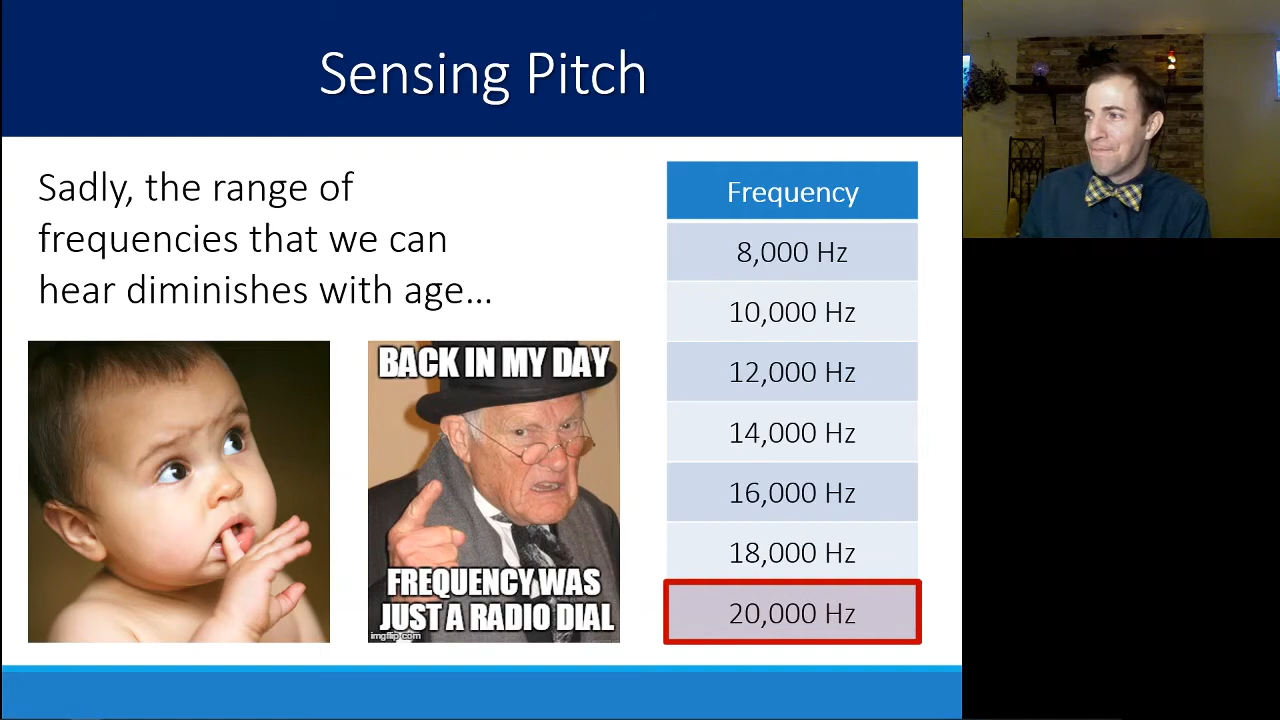 Sensing Pitch
Sadly, the range of
frequencies that we can
hear diminishes with age...
BACK IN MY DAY
FREQUENCY WAS
JUST A RADIO DIAL
imgflip.com
Frequency
8,000 Hz
10,000 Hz
12,000 Hz
14,000 Hz
16,000 Hz
18,000 Hz
20,000 Hz